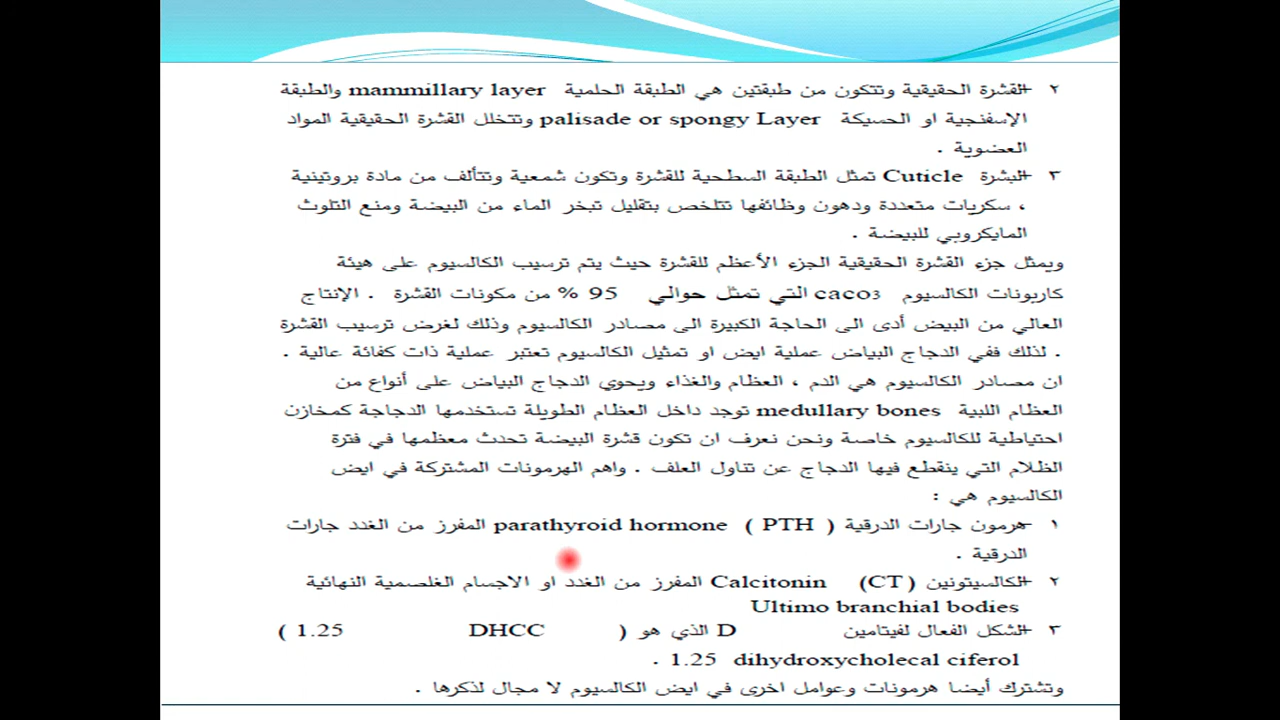 ٢ - القشرة الحقيقية وتتكون من طبقتين هي الطبقة الحلمية mammillary layer والطبقة
الإسفنجية او الحسيكة palisade or spongy Layer وتتخلل القشرة الحقيقية المواد
العضوية .
٣ - البشرة Cuticle تمثل الطبقة السطحية للقشرة وتكون شمعية وتتألف من مادة بروتينية
، سكريات متعددة ودهون وظائفها تتلخص بتقليل تبخر الماء من البيضة ومنع التلوث
المايكروبي للبيضة .
ويمثل جزء القشرة الحقيقية الجزء الأعظم للقشرة حيث يتم ترسيب الكالسيوم على هيئة
كاربونات الكالسيوم caco3 التي تمثل حوالي 95 % من مكونات القشرة . الإنتاج
العالي من البيض أدى الى الحاجة الكبيرة الى مصادر الكالسيوم وذلك لغرض ترسيب القشرة
. لذلك ففي الدجاج البياض عملية ايض او تمثيل الكالسيوم تعتبر عملية ذات كفائة عالية .
ان مصادر الكالسيوم هي الدم ، العظام والغذاء ويحوي الدجاج البياض على أنواع من
العظام اللبية medullary bones توجد داخل العظام الطويلة تستخدمها الدجاجة كمخازن
احتياطية للكالسيوم خاصة ونحن نعرف ان تكون قشرة البيضة تحدث معظمها في فترة
الظلام التي ينقطع فيها الدجاج عن تناول العلف . واهم الهرمونات المشتركة في ايض
الكالسيوم هي :
١ - هرمون جارات الدرقية ( PTH ) parathyroid hormone المفرز من الغدد جارات
الدرقية .
٢ - الكالسيتونين (CT ) Calcitonin المفرز من الغدد او الاجسام الغلصمية النهائية
Ultimo branchial bodies
٣ - الشكل الفعال لفيتامين D الذي هو ( DHCC 1.25 )
1.25 dihydroxycholecal ciferol .
وتشترك أيضا هرمونات وعوامل اخرى في ايض الكالسيوم لا مجال لذكرها .